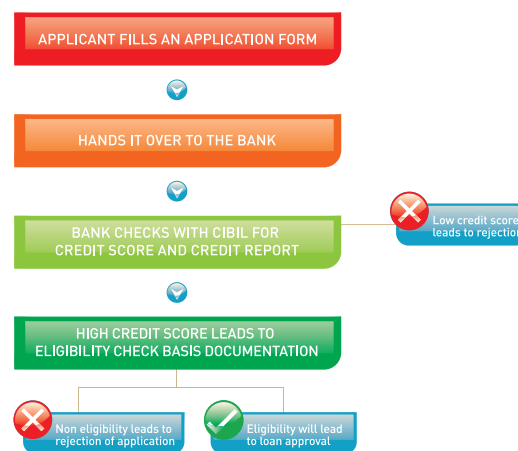 APPLICANT FILLS AN APPLICATION FORM
HANDS IT OVER TO THE BANK
BANK CHECKS WITH CIBIL FOR
CREDIT SCORE AND CREDIT REPORT
Low credit score
leads to rejection
HIGH CREDIT SCORE LEADS TO
ELIGIBILITY CHECK BASIS DOCUMENTATION
Non eligibility leads to
rejection of application
Eligibility will lead
to loan approval